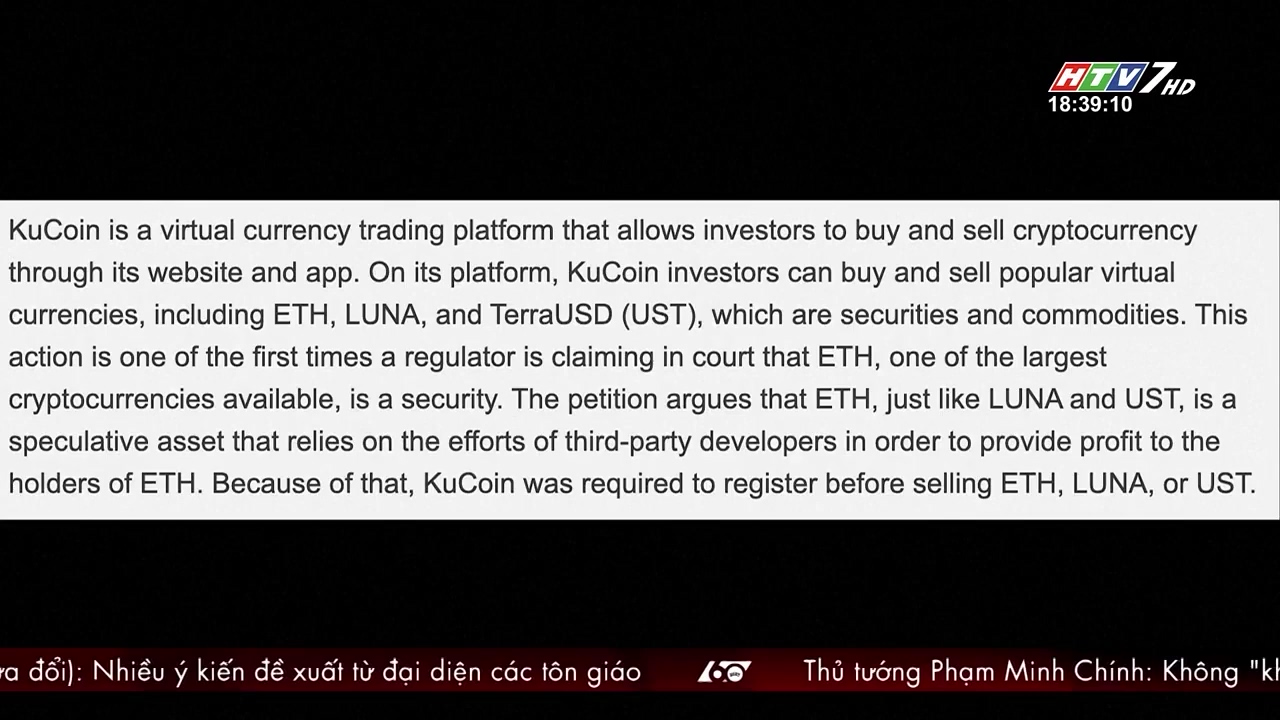 HTV7 HD
18:39:10
KuCoin is a virtual currency trading platform that allows investors to buy and sell cryptocurrency
through its website and app. On its platform, KuCoin investors can buy and sell popular virtual
currencies, including ETH, LUNA, and TerraUSD (UST), which are securities and commodities. This
action is one of the first times a regulator is claiming in court that ETH, one of the largest
cryptocurrencies available, is a security. The petition argues that ETH, just like LUNA and UST, is a
speculative asset that relies on the efforts of third-party developers in order to provide profit to the
holders of ETH. Because of that, KuCoin was required to register before selling ETH, LUNA, or UST.
đổi): Nhiều ý kiến đề xuất từ đại diện các tôn giáo 60 Thủ tướng Phạm Minh Chính: Không